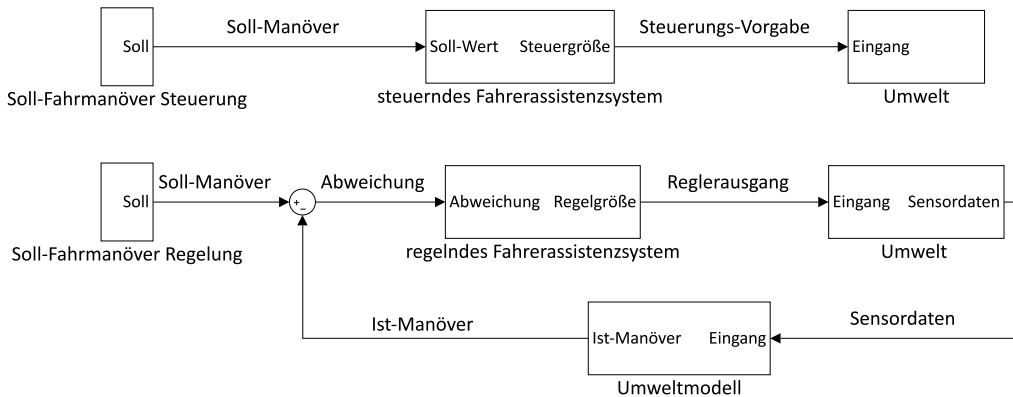 Soll-Manöver
Steuerungs-Vorgabe
Soll
Soll-Wert
Steuergröße
Eingang
Soll-Fahrmanöver Steuerung
steuerndes Fahrerassistenzsystem
Umwelt
Soll-Manöver
Abweichung
Reglerausgang
Soll
+
−
Abweichung
Regelgröße
Eingang
Sensordaten
Soll-Fahrmanöver Regelung
regelndes Fahrerassistenzsystem
Umwelt
Ist-Manöver
Sensordaten
Ist-Manöver
Eingang
Umweltmodell